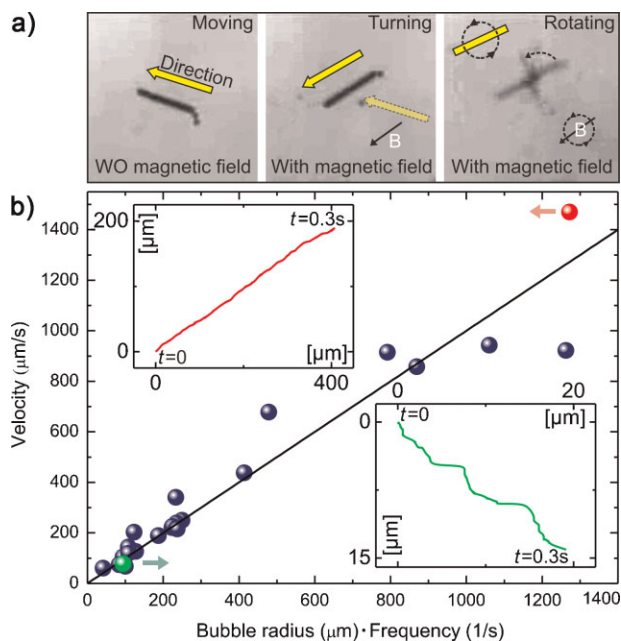 a)
Moving
Turning
Rotating
Direction
B
B
WO magnetic field
With magnetic field
With magnetic field
b)
1400
1200
1000
800
600
400
200
0
Velocity (μm/s)
200
[μm]
t=0.3s
0
t=0
[μm]
0
400
0
20
t=0
[μm]
0
[μm]
15
t=0.3s
0
200
400
600
800
1000
1200
1400
Bubble radius (μm)·Frequency (1/s)